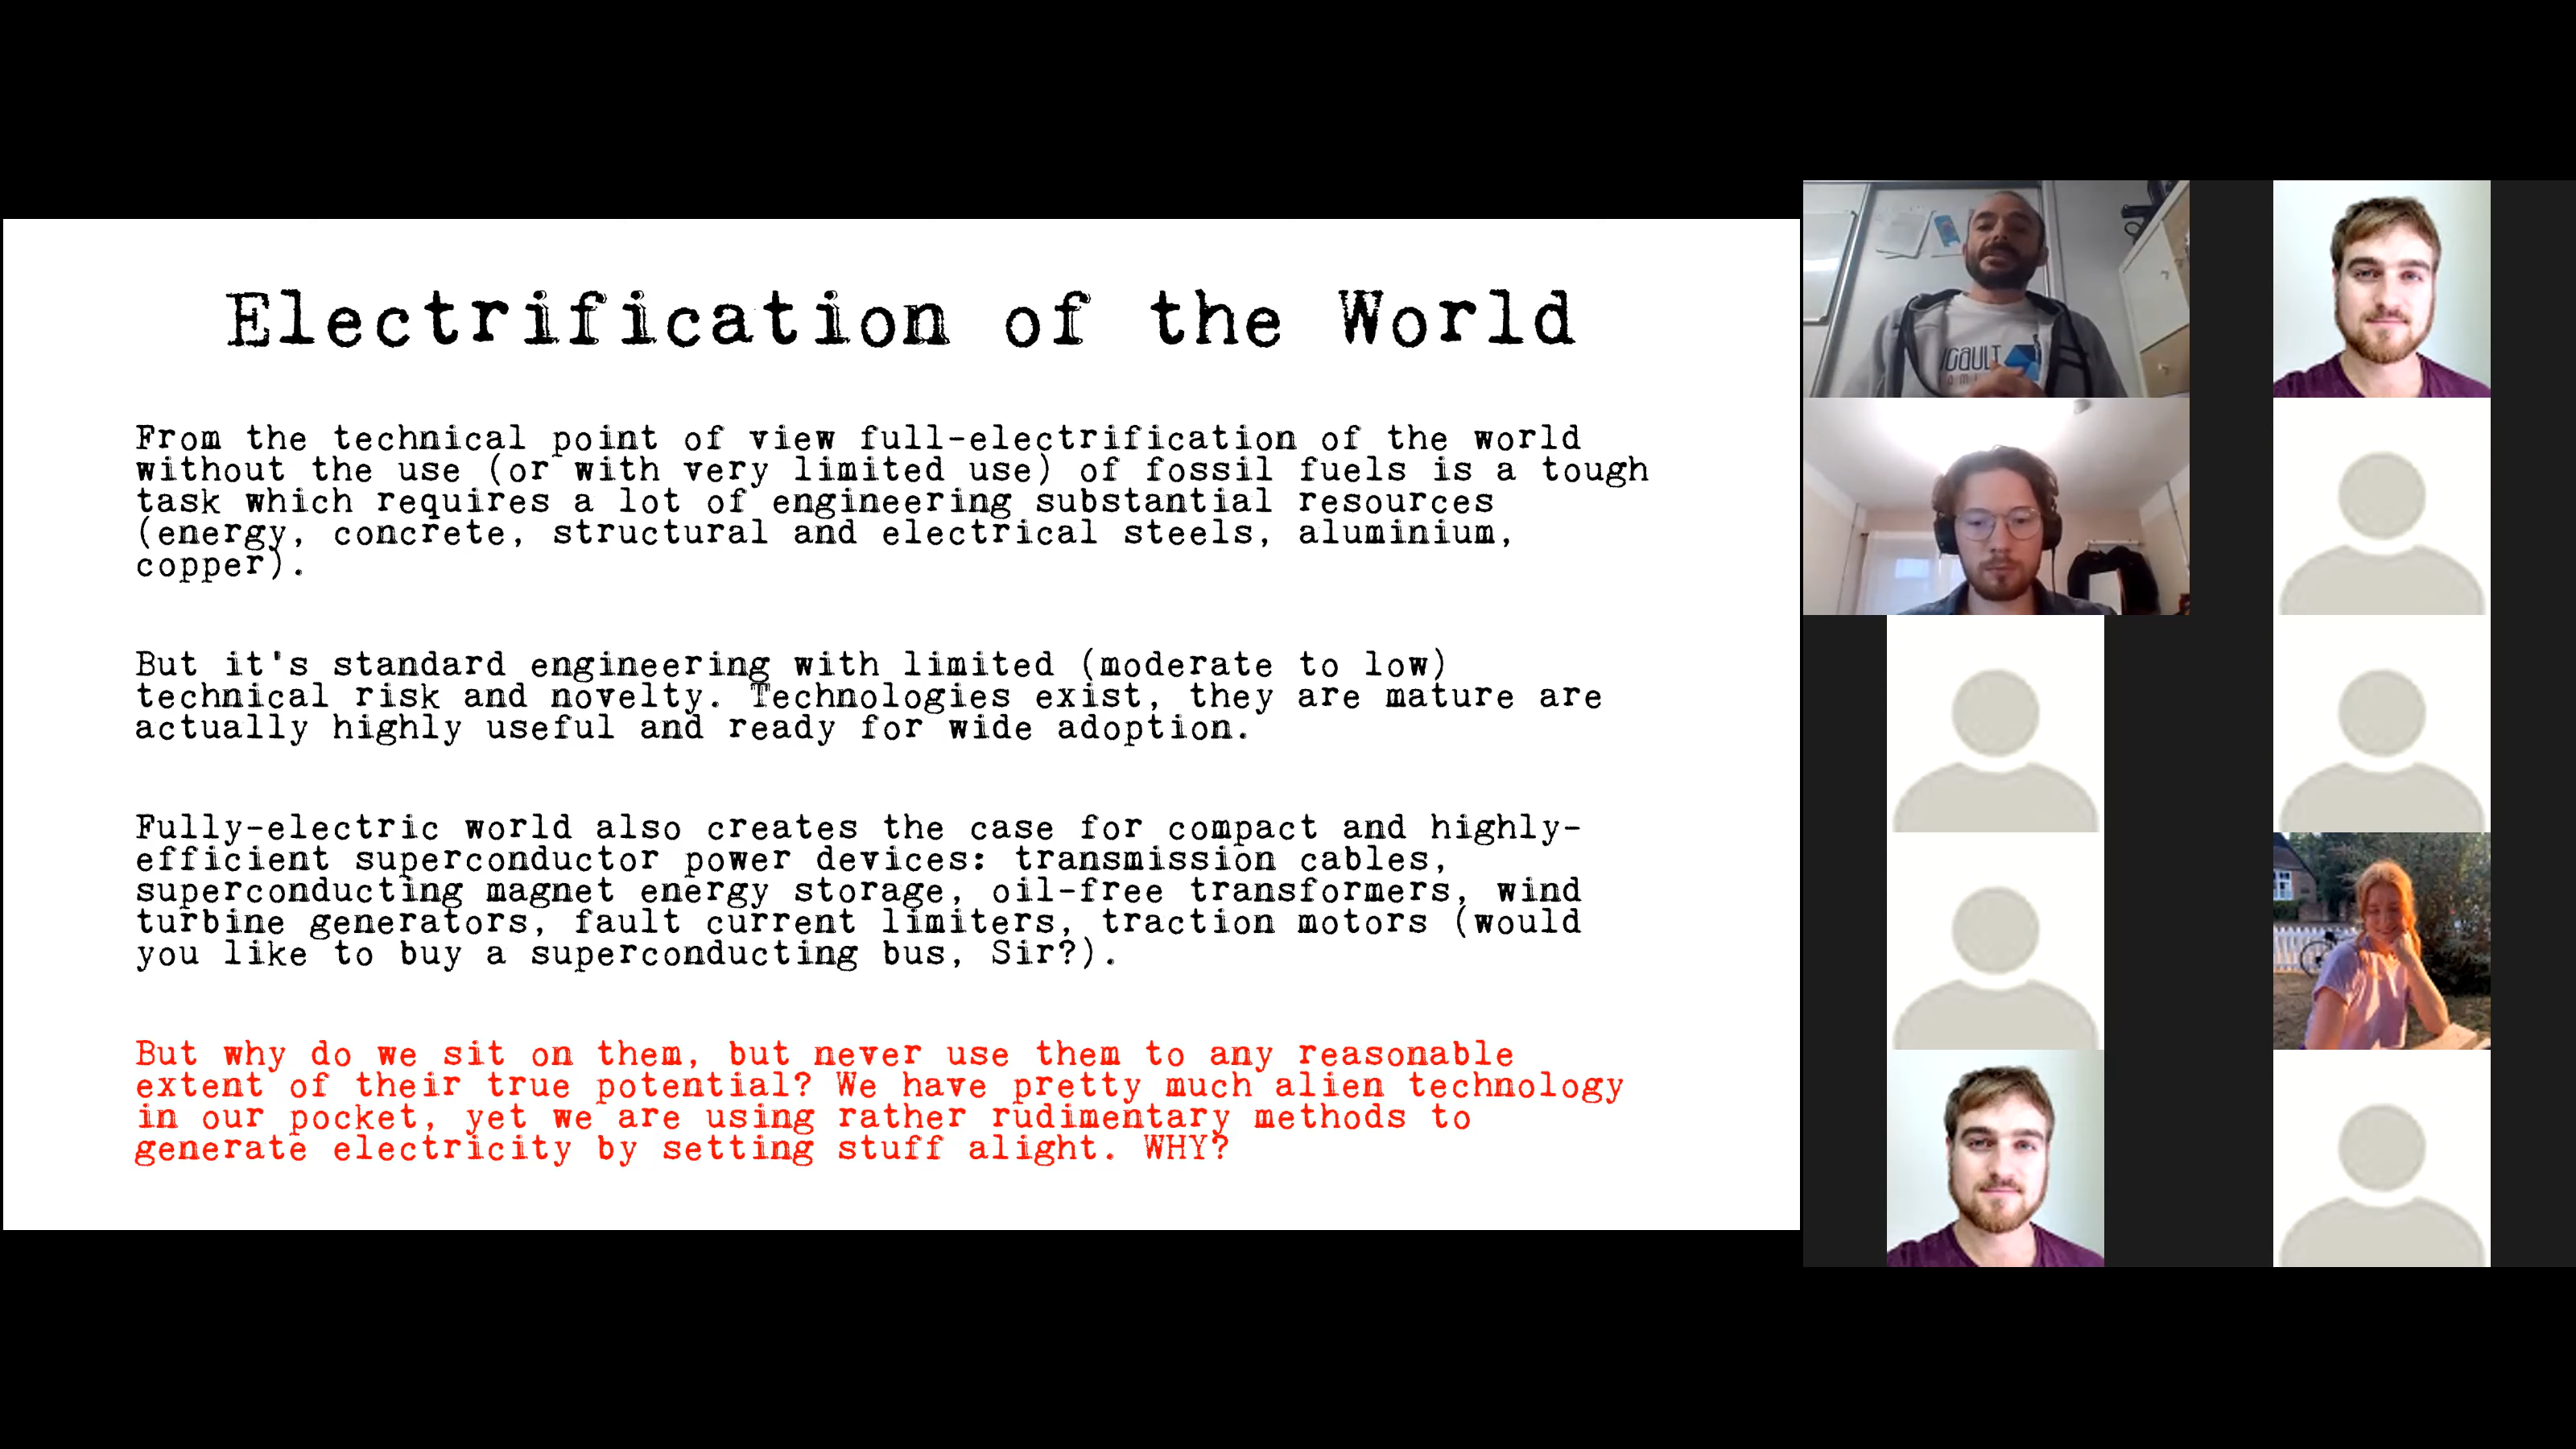 Electrification of the World
From the technical point of view full-electrification of the world
without the use (or with very limited use) of fossil fuels is a tough
task which requires a lot of engineering substantial resources
(energy, concrete, structural and electrical steels, aluminium,
copper).
But it's standard engineering with limited (moderate to low)
technical risk and novelty. Technologies exist, they are mature are
actually highly useful and ready for wide adoption.
Fully-electric world also creates the case for compact and highly-
efficient superconductor power devices: transmission cables,
superconducting magnet energy storage, oil-free transformers, wind
turbine generators, fault current limiters, traction motors (would
you like to buy a superconducting bus, Sir?).
But why do we sit on them, but never use them to any reasonable
extent of their true potential? We have pretty much alien technology
in our pocket, yet we are using rather rudimentary methods to
generate electricity by setting stuff alight. WHY?